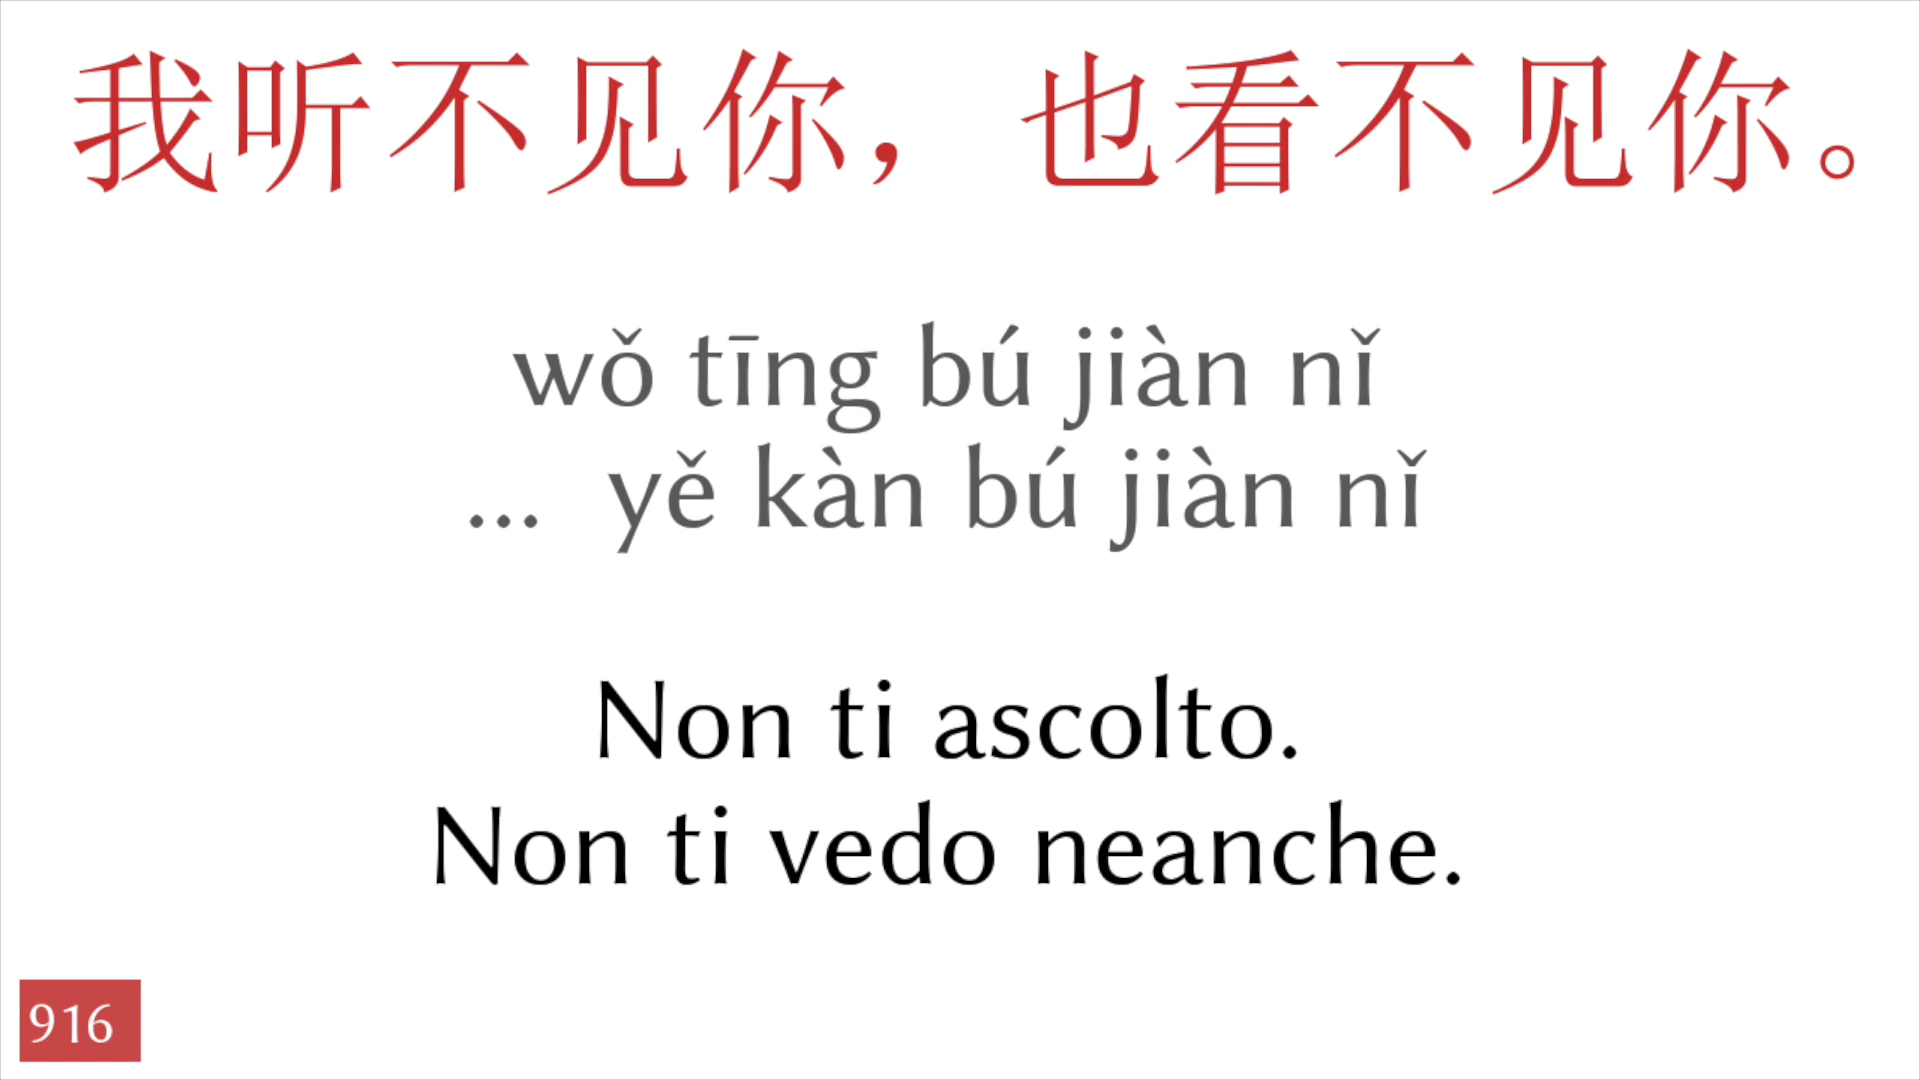 我听不见你，也看不见你。
wǒ tīng bú jiàn nǐ
... yě kàn bú jiàn nǐ
Non ti ascolto.
Non ti vedo neanche.
916